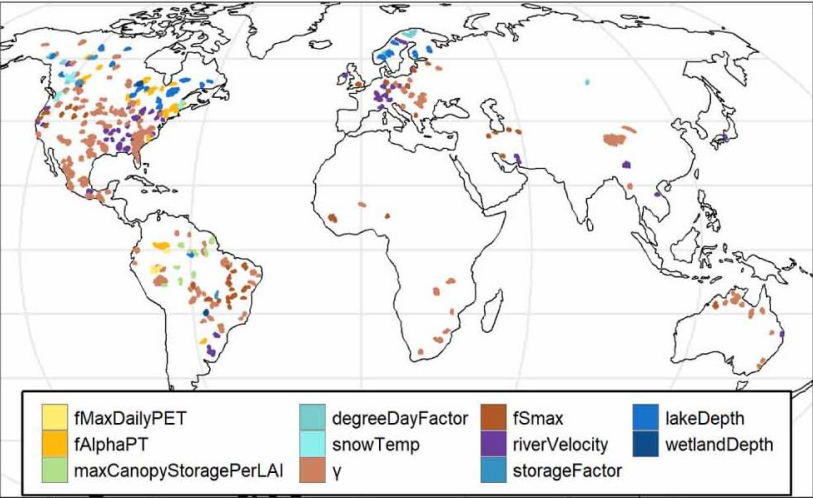 fMaxDailyPET degreeDayFactor fSmax lakeDepth
fAlphaPT snowTemp riverVelocity wetlandDepth
maxCanopyStoragePerLAI γ storageFactor